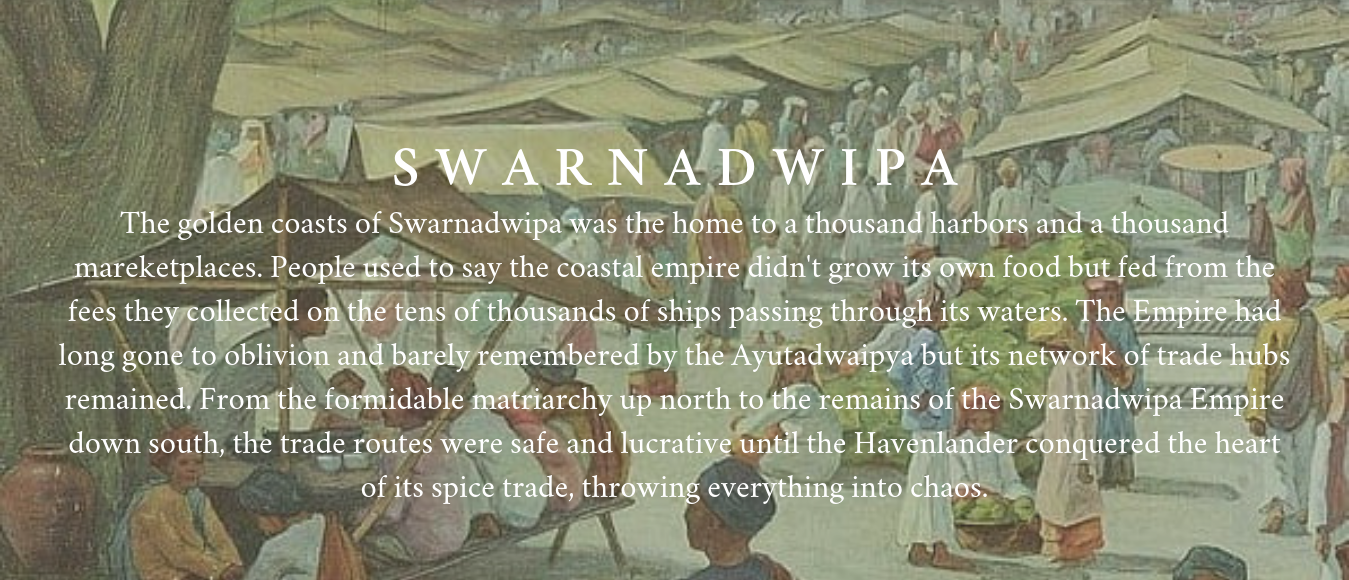 SWARNADWIPA
The golden coasts of Swarnadwipa was the home to a thousand harbors and a thousand
mareketplaces. People used to say the coastal empire didn't grow its own food but fed from the
fees they collected on the tens of thousands of ships passing through its waters. The Empire had
long gone to oblivion and barely remembered by the Ayutadwaipya but its network of trade hubs
remained. From the formidable matriarchy up north to the remains of the Swarnadwipa Empire
down south, the trade routes were safe and lucrative until the Havenlander conquered the heart
of its spice trade, throwing everything into chaos.